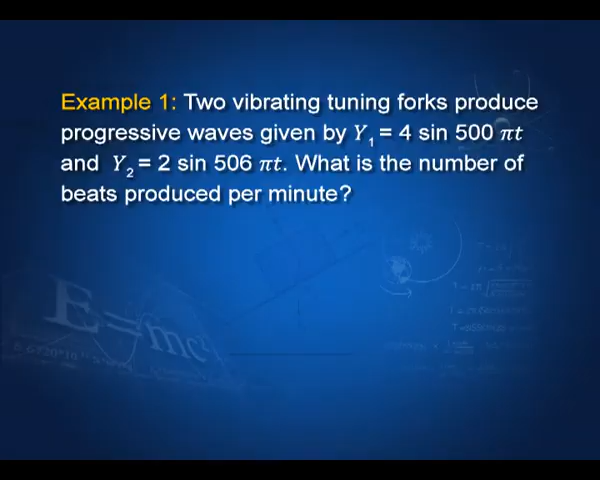 Example 1: Two vibrating tuning forks produce
progressive waves given by Y₁ = 4 sin 500 πt
and Y₂ = 2 sin 506 πt. What is the number of
beats produced per minute?
E=mc²